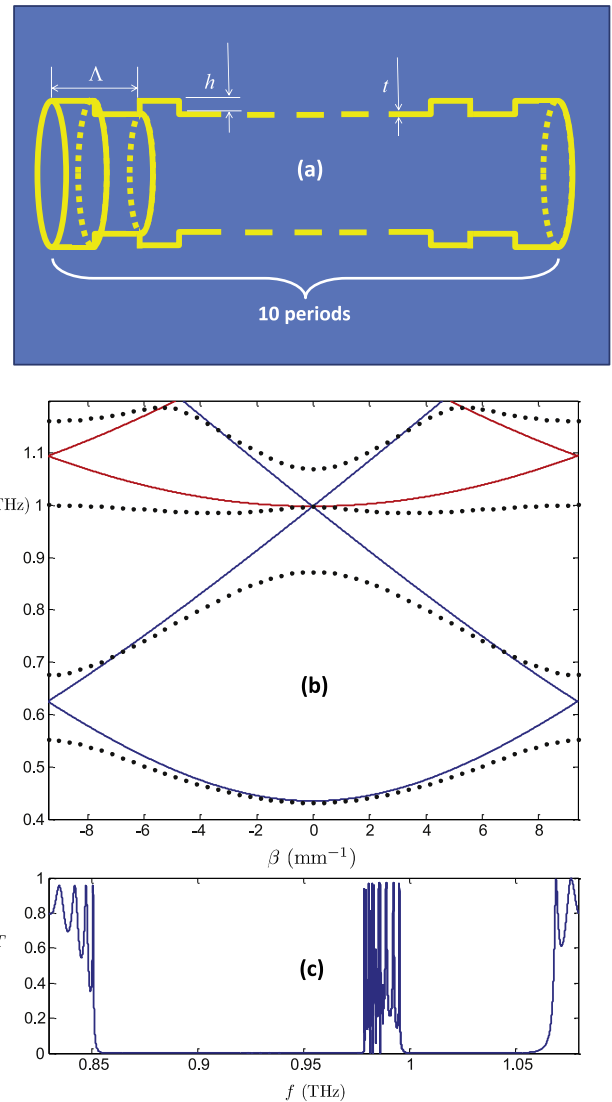 Λ
h
t
(a)
10 periods
1.1
THz)
1
0.9
0.8
0.7
0.6
0.5
0.4
(b)
-8 -6 -4 -2 0 2 4 6 8
β (mm⁻¹)
1
0.8
0.6
0.4
0.2
0
T
(c)
0.85 0.9 0.95 1 1.05
f (THz)